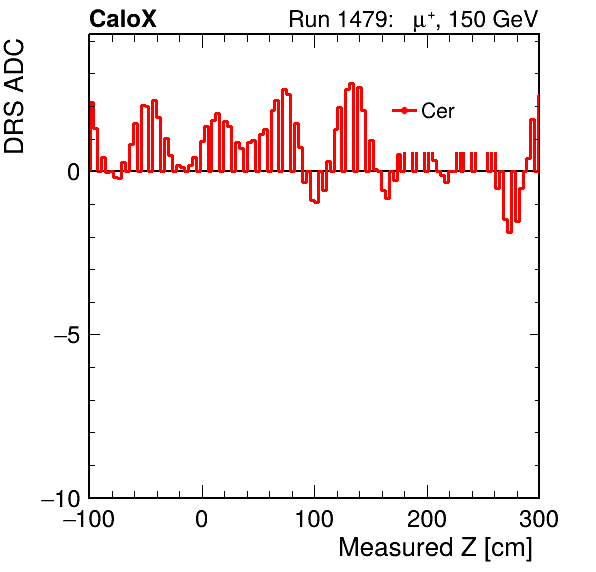 CaloX Run 1479: μ⁺, 150 GeV
DRS ADC
Cer
0
−5
−10
−100 0 100 200 300
Measured Z [cm]